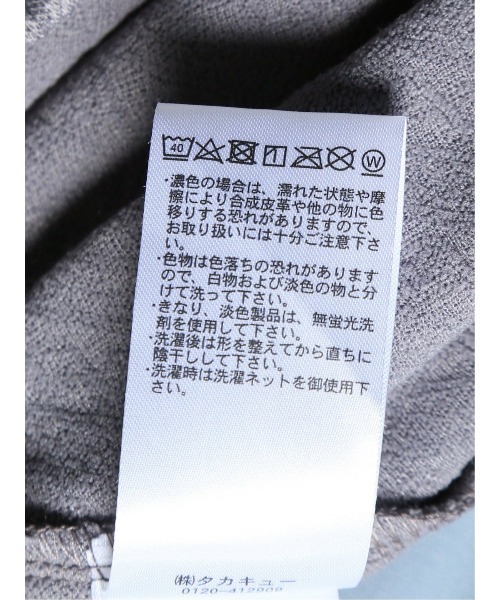 40
W
・濃色の場合は、濡れた状態や摩
擦により合成皮革や他の物に色
移りする恐れがありますので、
お取り扱いには十分ご注意下さ
い。
・色物は色落ちの恐れがあります
ので、白物および淡色の物と分
けて洗って下さい。
・きなり、淡色製品は、無蛍光洗
剤を使用して下さい。
・洗濯後は形を整えてから直ちに
陰干しして下さい。
・洗濯時は洗濯ネットを御使用下
さい。
(株)タカキュー